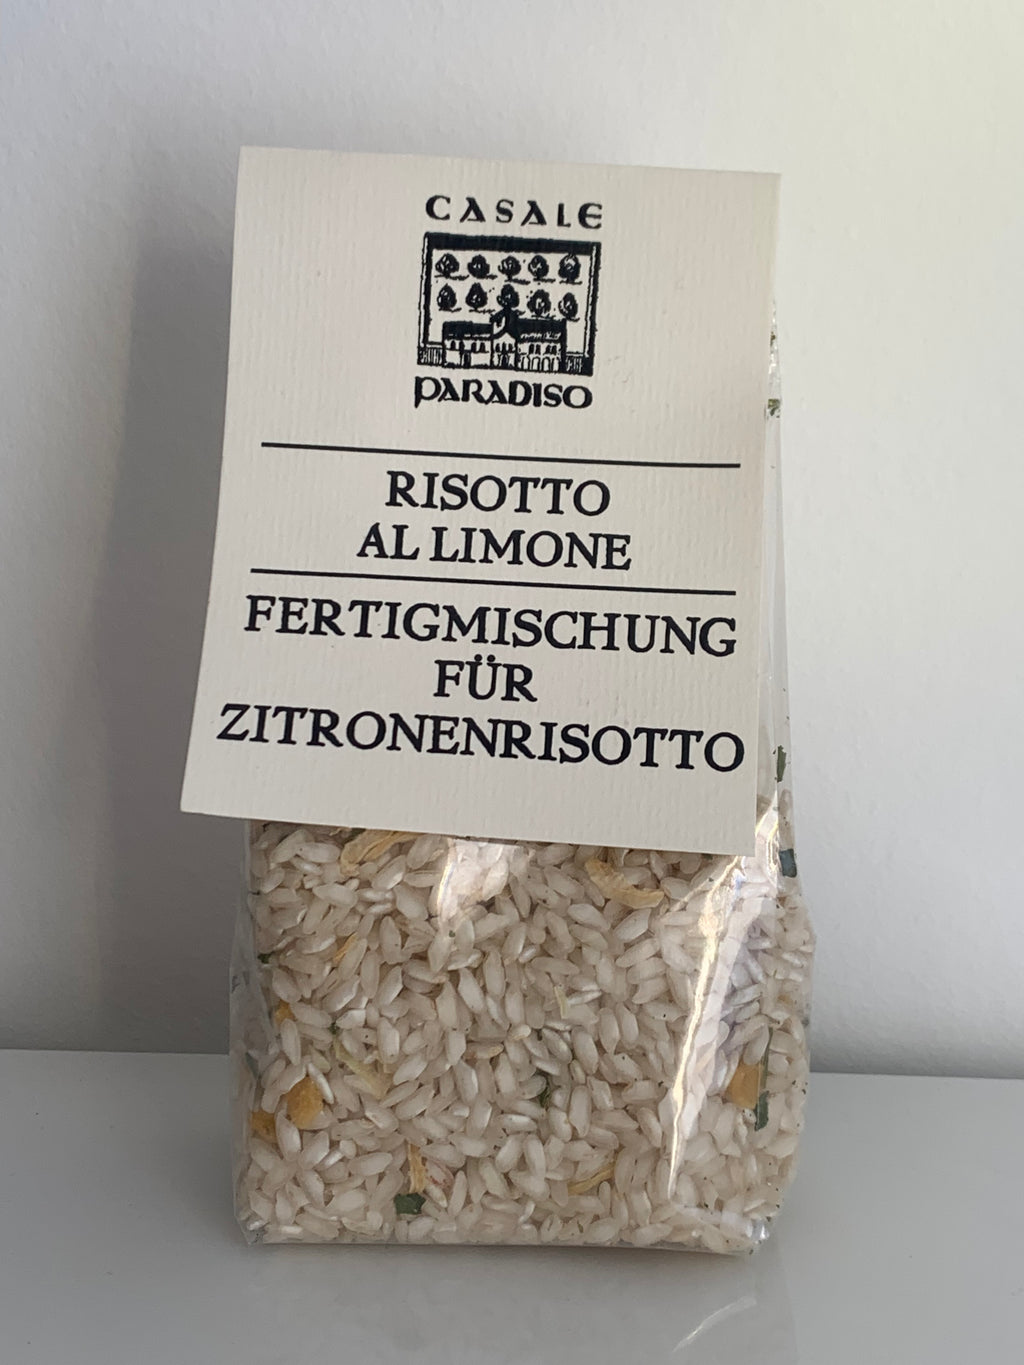 CASALE
PARADISO
RISOTTO
AL LIMONE
FERTIGMISCHUNG
FÜR
ZITRONENRISOTTO